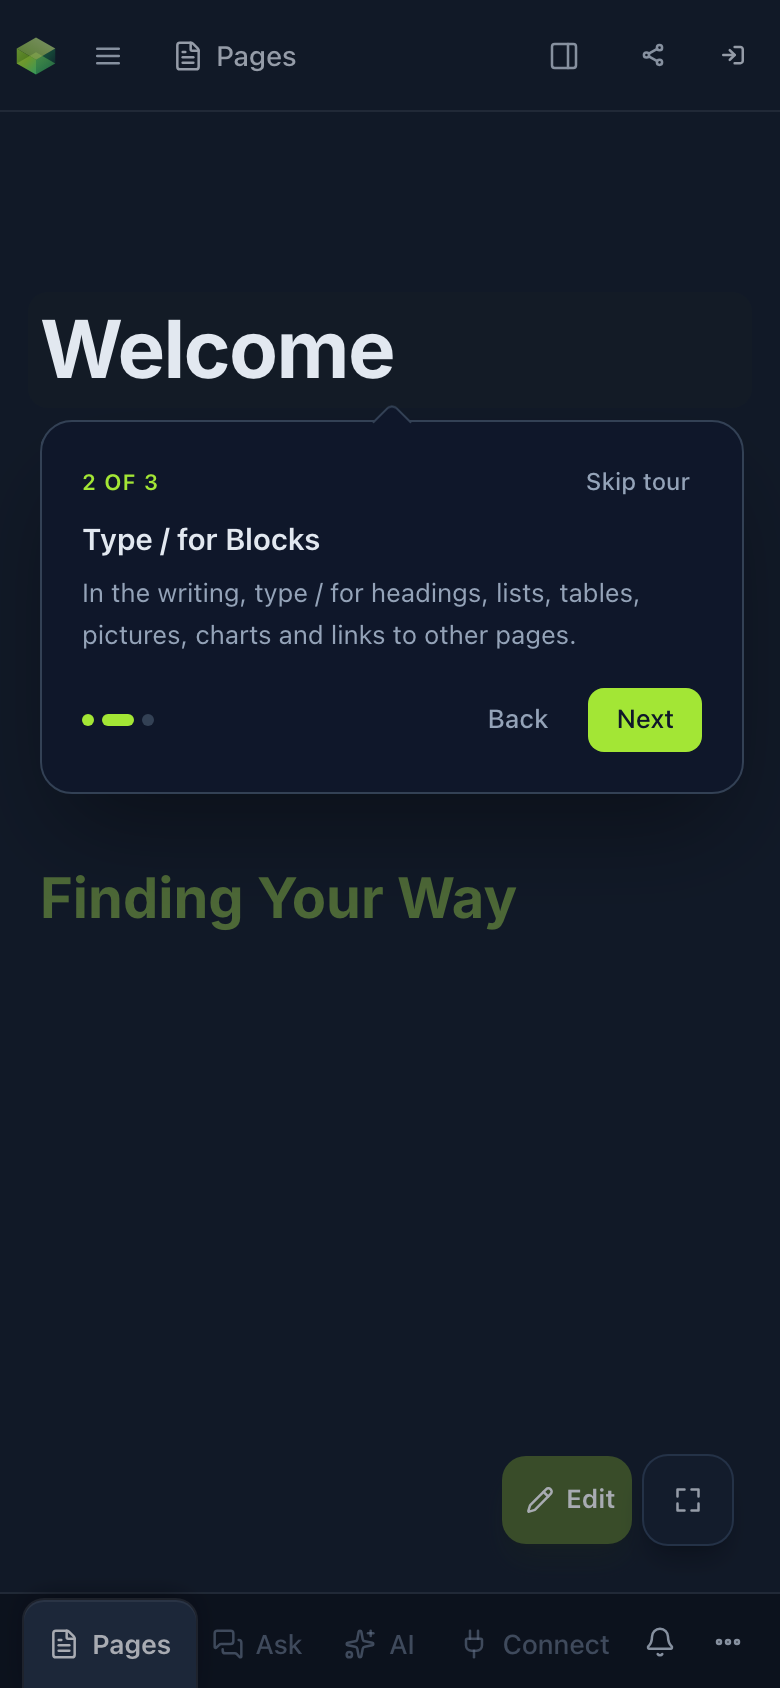 Pages
Welcome
2 OF 3
Skip tour
Type / for Blocks
In the writing, type / for headings, lists, tables,
pictures, charts and links to other pages.
Back
Next
Finding Your Way
Edit
Pages
Ask
AI
Connect